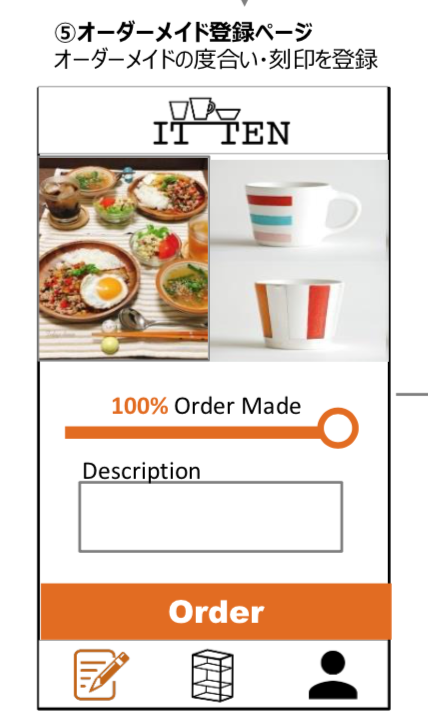 ⑤オーダーメイド登録ページ
オーダーメイドの度合い・刻印を登録
IT TEN
100% Order Made
Description
Order